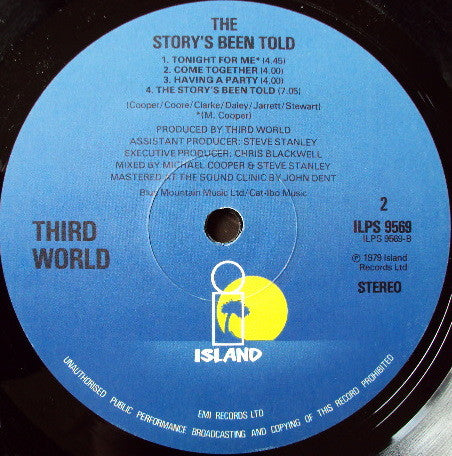 THE
STORY'S BEEN TOLD
1. TONIGHT FOR ME* (4.45)
2. COME TOGETHER (4.00)
3. HAVING A PARTY (4.00)
4. THE STORY'S BEEN TOLD (7.05)
(Cooper/Coore/Clarke/Daley/Jarrett/Stewart)
*(M. Cooper)
PRODUCED BY THIRD WORLD
ASSISTANT PRODUCER: STEVE STANLEY
EXECUTIVE PRODUCER: CHRIS BLACKWELL
MIXED BY MICHAEL COOPER & STEVE STANLEY
MASTERED AT THE SOUND CLINIC BY JOHN DENT
Blue Mountain Music Ltd/Cat-Ibo Music
THIRD
WORLD
2
ILPS 9569
ILPS 9569-B
℗ 1979 Island
Records Ltd
STEREO
i
ISLAND
EMI RECORDS LTD
UNAUTHORISED PUBLIC PERFORMANCE BROADCASTING AND COPYING OF THIS RECORD PROHIBITED